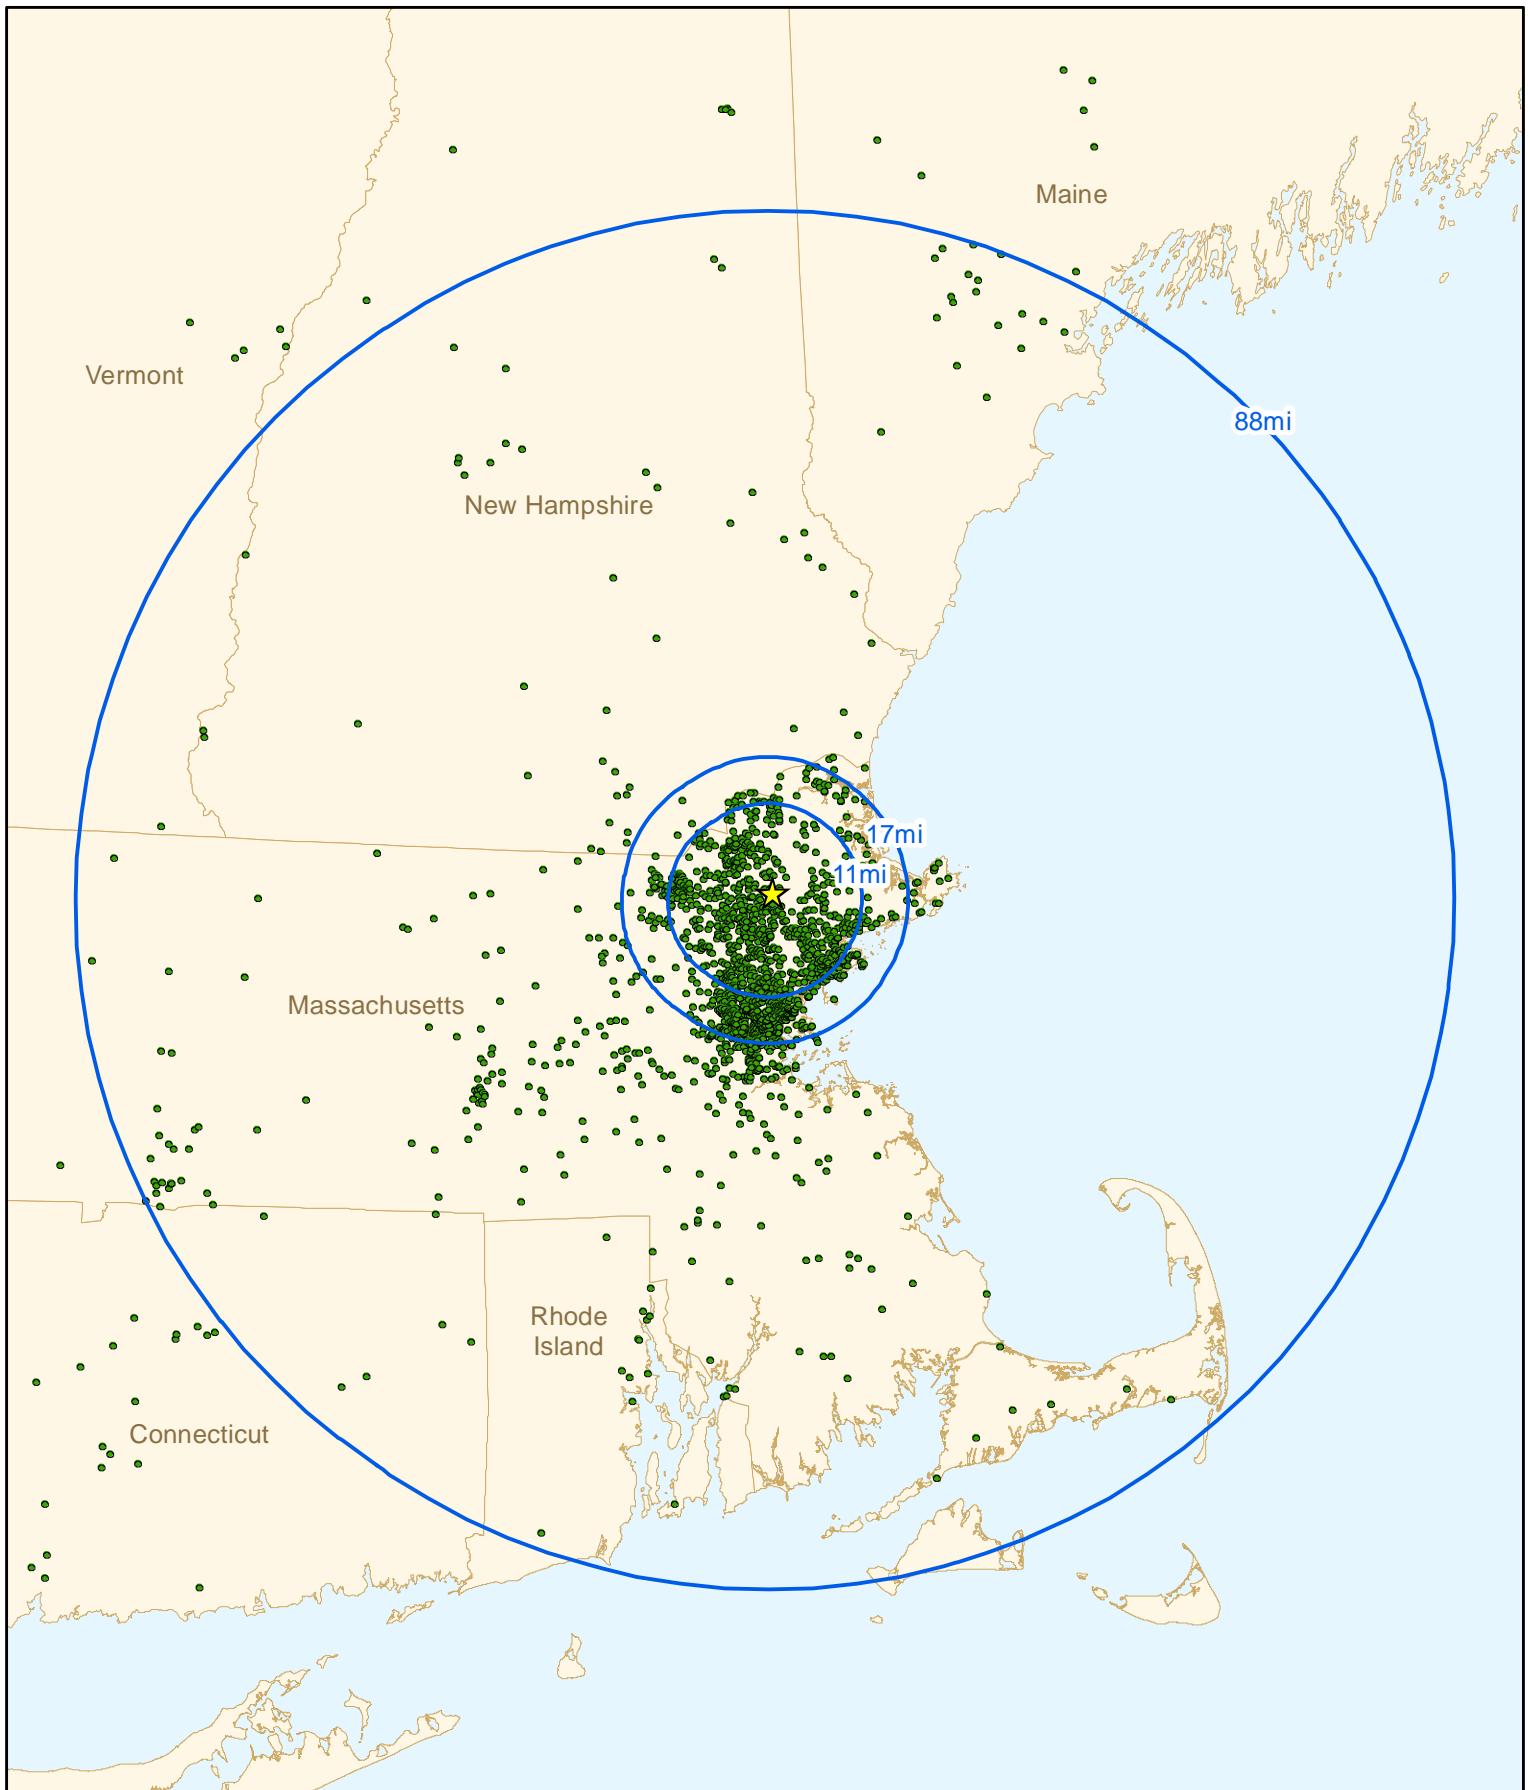 Maine
Vermont
88mi
New Hampshire
17mi
11mi
Massachusetts
Rhode
Island
Connecticut